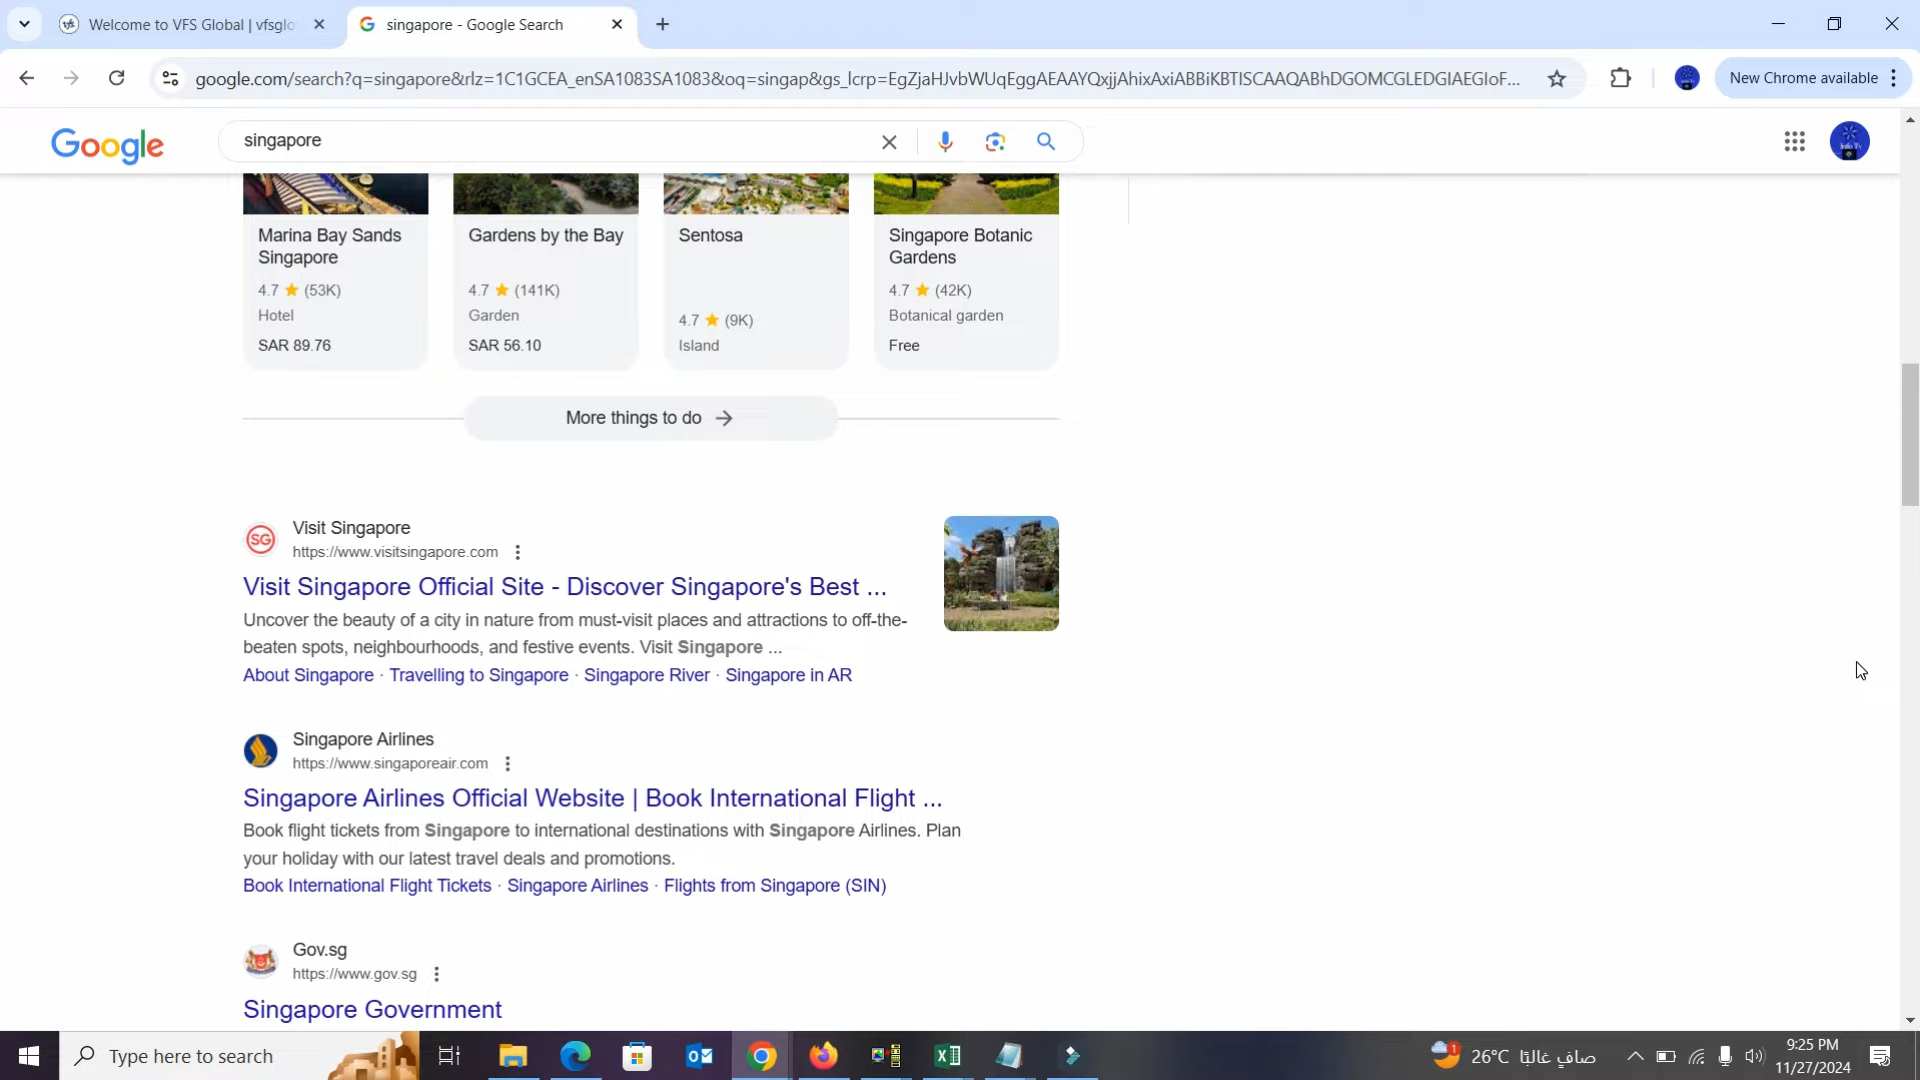 Welcome to VFS Global | vfsglo
singapore - Google Search
google.com/search?q=singapore&rlz=1C1GCEA_enSA1083SA1083&oq=singap&gs_lcrp=EgZjaHJvbWUqEggAEAAYQxjjAhixAxiABBiKBTISCAAQABhDGOMCGLEDGIAEGIoF...
New Chrome available
Google
singapore
Marina Bay Sands Singapore
4.7 (53K)
Hotel
SAR 89.76
Gardens by the Bay
4.7 (141K)
Garden
SAR 56.10
Sentosa
4.7 (9K)
Island
Singapore Botanic Gardens
4.7 (42K)
Botanical garden
Free
More things to do
SG
Visit Singapore
https://www.visitsingapore.com
Visit Singapore Official Site - Discover Singapore's Best ...
Uncover the beauty of a city in nature from must-visit places and attractions to off-the-
beaten spots, neighbourhoods, and festive events. Visit Singapore ...
About Singapore · Travelling to Singapore · Singapore River · Singapore in AR
Singapore Airlines
https://www.singaporeair.com
Singapore Airlines Official Website | Book International Flight ...
Book flight tickets from Singapore to international destinations with Singapore Airlines. Plan
your holiday with our latest travel deals and promotions.
Book International Flight Tickets · Singapore Airlines · Flights from Singapore (SIN)
Gov.sg
https://www.gov.sg
Singapore Government
Type here to search
1
26°C صافٍ غالبًا
9:25 PM
11/27/2024